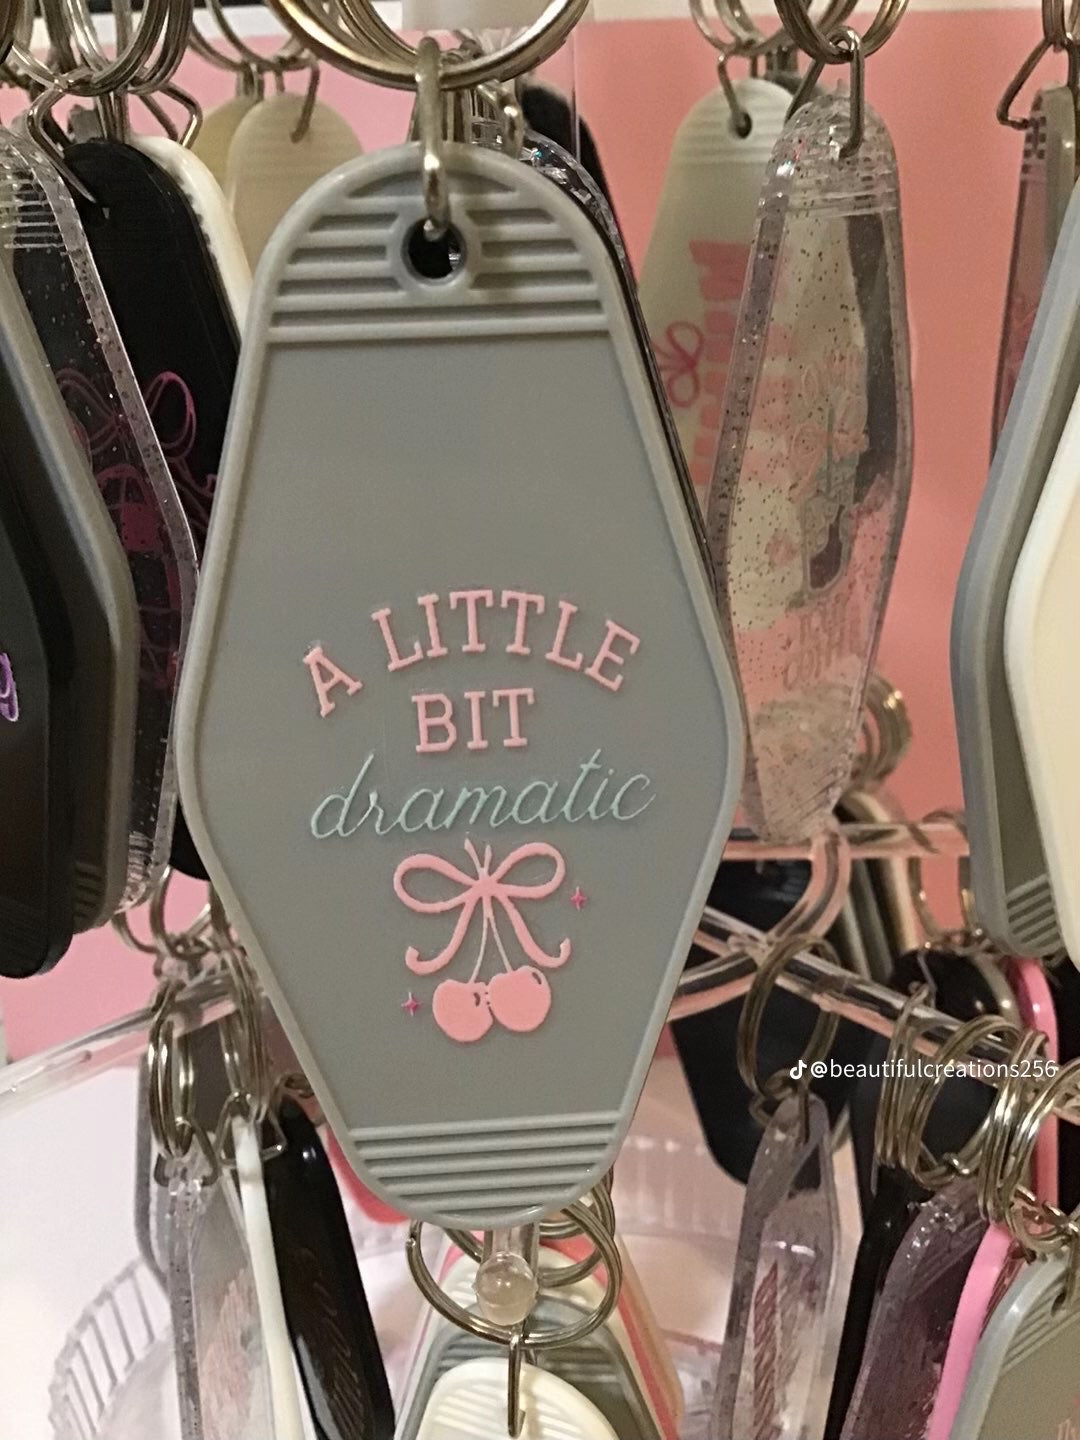 A LITTLE
BIT
dramatic
@beautifulcreations256